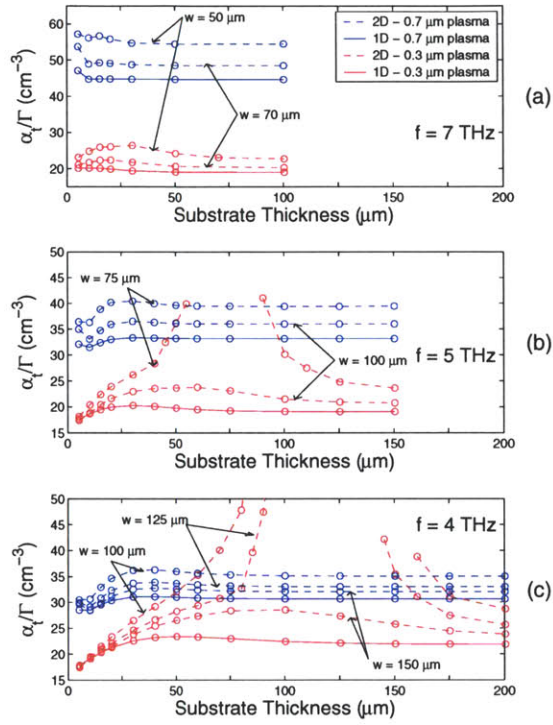 65
60
50
40
30
20
α_t/Γ (cm⁻³)
w = 50 μm
w = 70 μm
2D – 0.7 μm plasma
1D – 0.7 μm plasma
2D – 0.3 μm plasma
1D – 0.3 μm plasma
f = 7 THz
(a)
0 50 100 150 200
Substrate Thickness (μm)
50
45
40
35
30
25
20
15
α_t/Γ (cm⁻³)
w = 75 μm
w = 100 μm
f = 5 THz
(b)
0 50 100 150 200
Substrate Thickness (μm)
50
45
40
35
30
25
20
15
α_t/Γ (cm⁻³)
w = 125 μm
w = 100 μm
w = 150 μm
f = 4 THz
(c)
0 50 100 150 200
Substrate Thickness (μm)